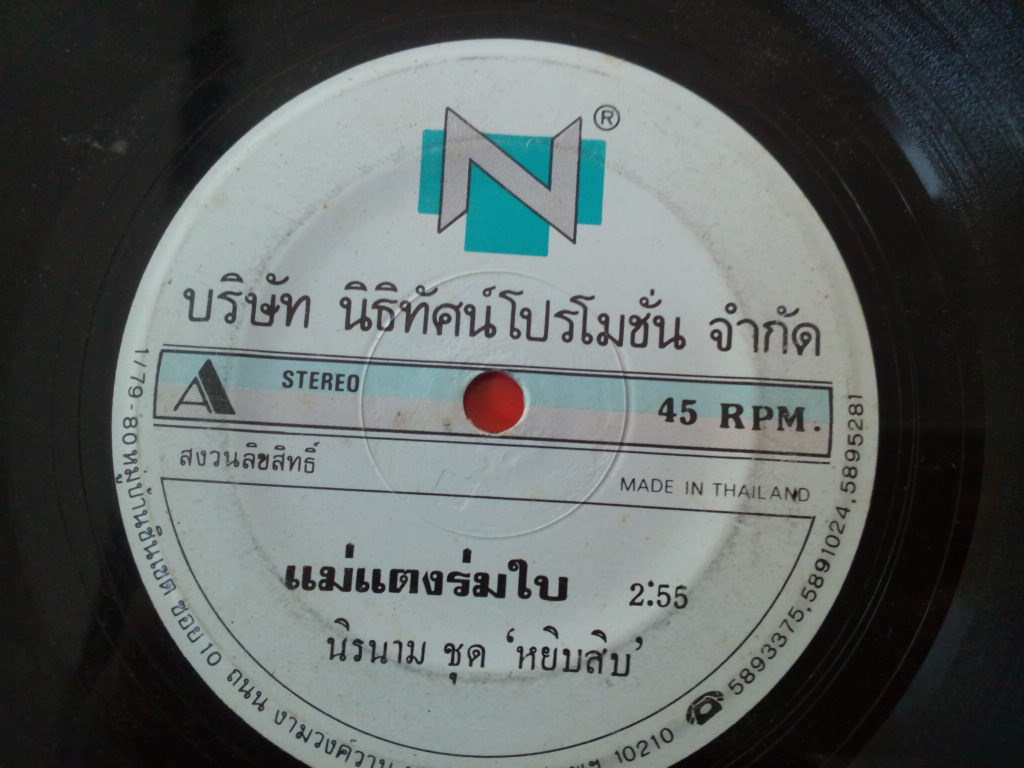 N®
บริษัท นิธิทัศน์โปรโมชั่น จำกัด
A STEREO 45 RPM.
สงวนลิขสิทธิ์ MADE IN THAILAND
แม่แตงร่มใบ 2:55
นิรนาม ชุด 'หยิบสิบ'
1/79-80 หมู่บ้านชินเขต ซอย 10 ถนน งามวงศ์วาน 10210 ☎ 5893375,5891024,5895281